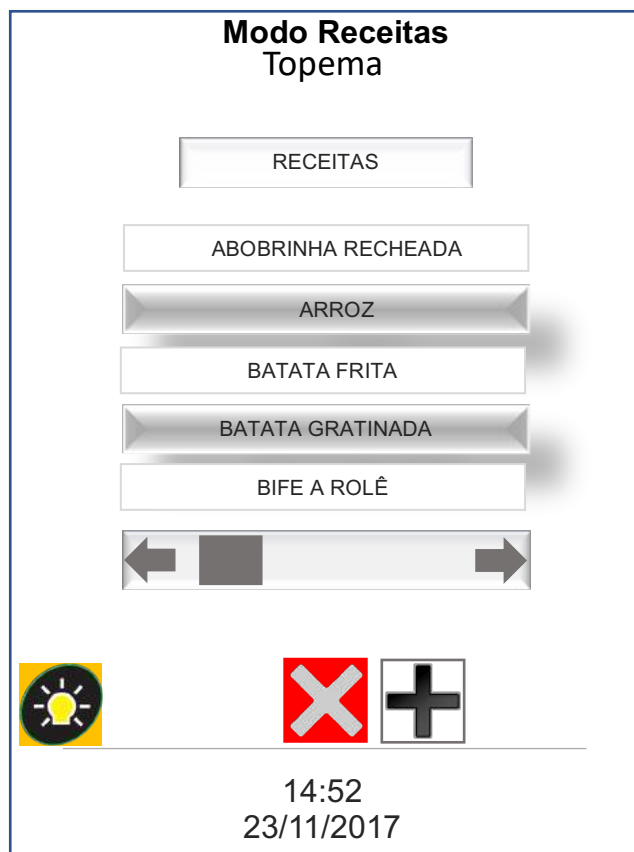 Modo Receitas
Topema
RECEITAS
ABOBRINHA RECHEADA
ARROZ
BATATA FRITA
BATATA GRATINADA
BIFE A ROLÊ
14:52
23/11/2017